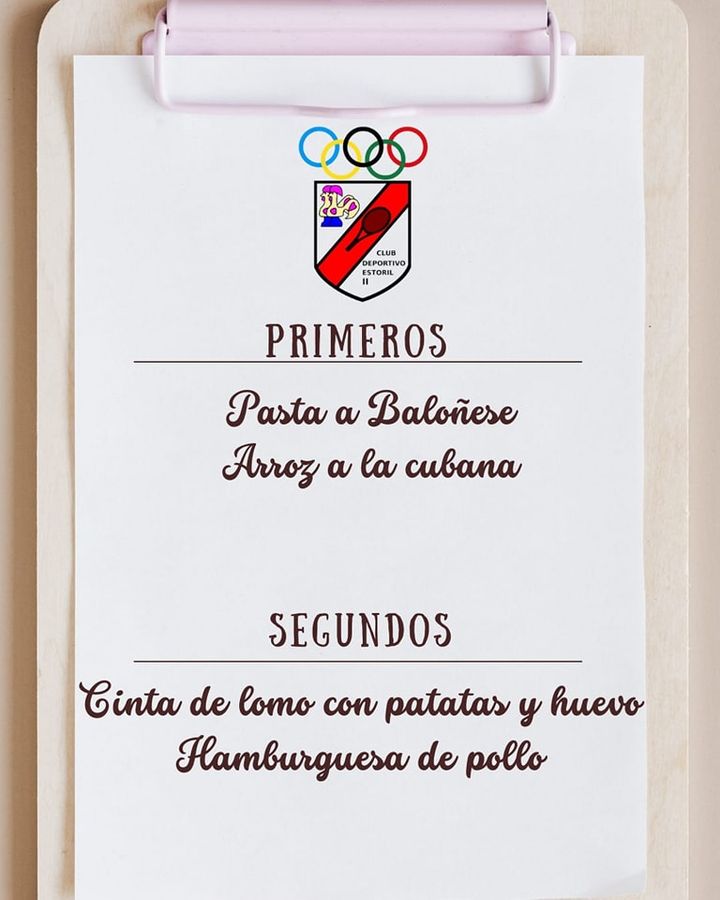 CLUB
DEPORTIVO
ESTORIL
II
PRIMEROS
Pasta a Baloñese
Arroz a la cubana
SEGUNDOS
Cinta de lomo con patatas y huevo
Hamburguesa de pollo